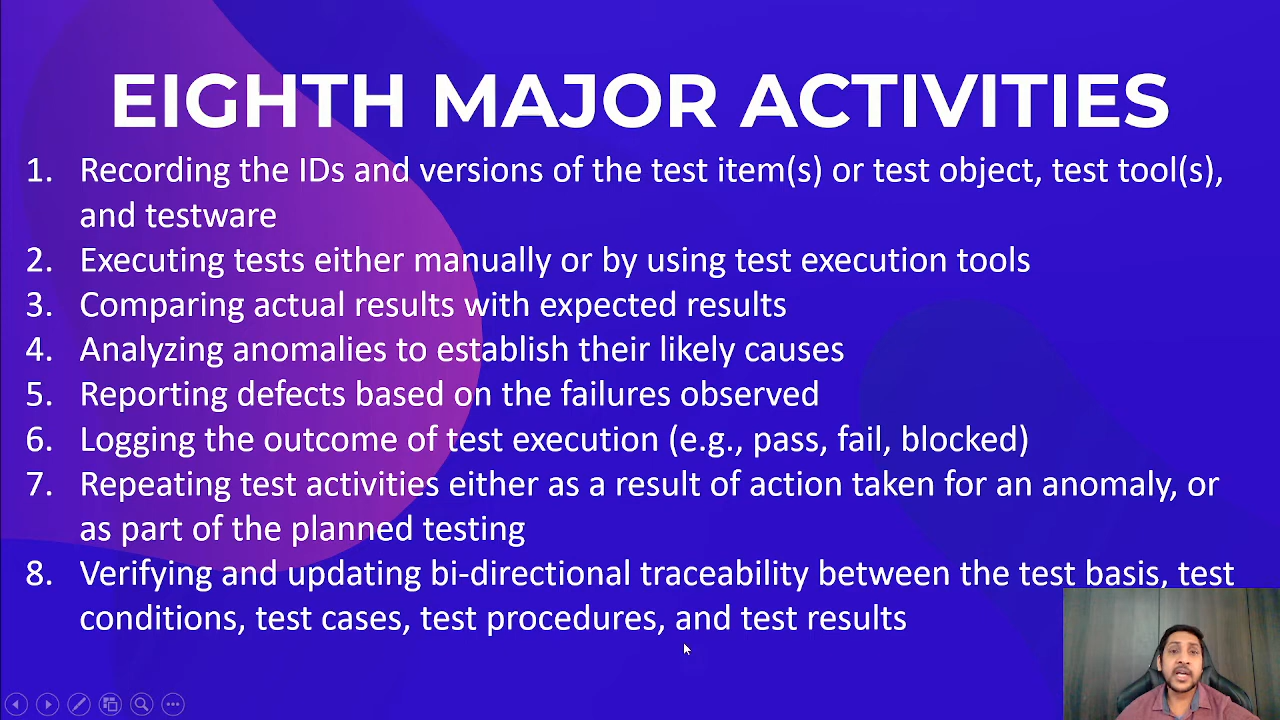 EIGHTH MAJOR ACTIVITIES
1. Recording the IDs and versions of the test item(s) or test object, test tool(s),
and testware
2. Executing tests either manually or by using test execution tools
3. Comparing actual results with expected results
4. Analyzing anomalies to establish their likely causes
5. Reporting defects based on the failures observed
6. Logging the outcome of test execution (e.g., pass, fail, blocked)
7. Repeating test activities either as a result of action taken for an anomaly, or
as part of the planned testing
8. Verifying and updating bi-directional traceability between the test basis, test
conditions, test cases, test procedures, and test results